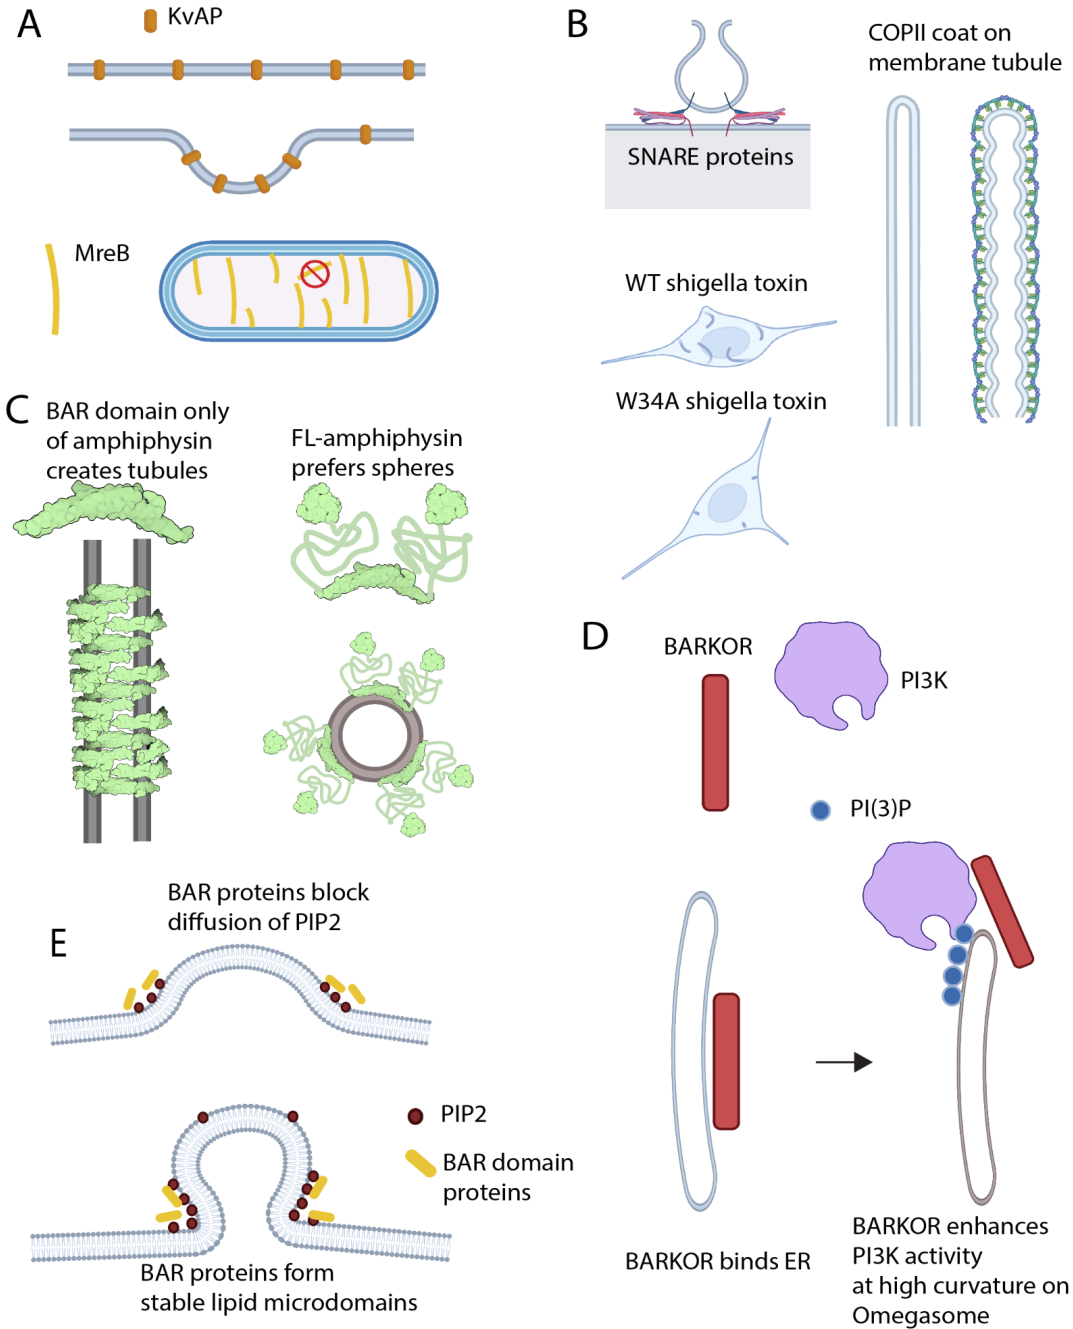 A
KvAP
MreB
B
SNARE proteins
COPII coat on
membrane tubule
WT shigella toxin
W34A shigella toxin
C
BAR domain only
of amphiphysin
creates tubules
FL-amphiphysin
prefers spheres
D
BARKOR
PI3K
PI(3)P
BARKOR binds ER
BARKOR enhances
PI3K activity
at high curvature on
Omegasome
E
BAR proteins block
diffusion of PIP2
PIP2
BAR domain
proteins
BAR proteins form
stable lipid microdomains